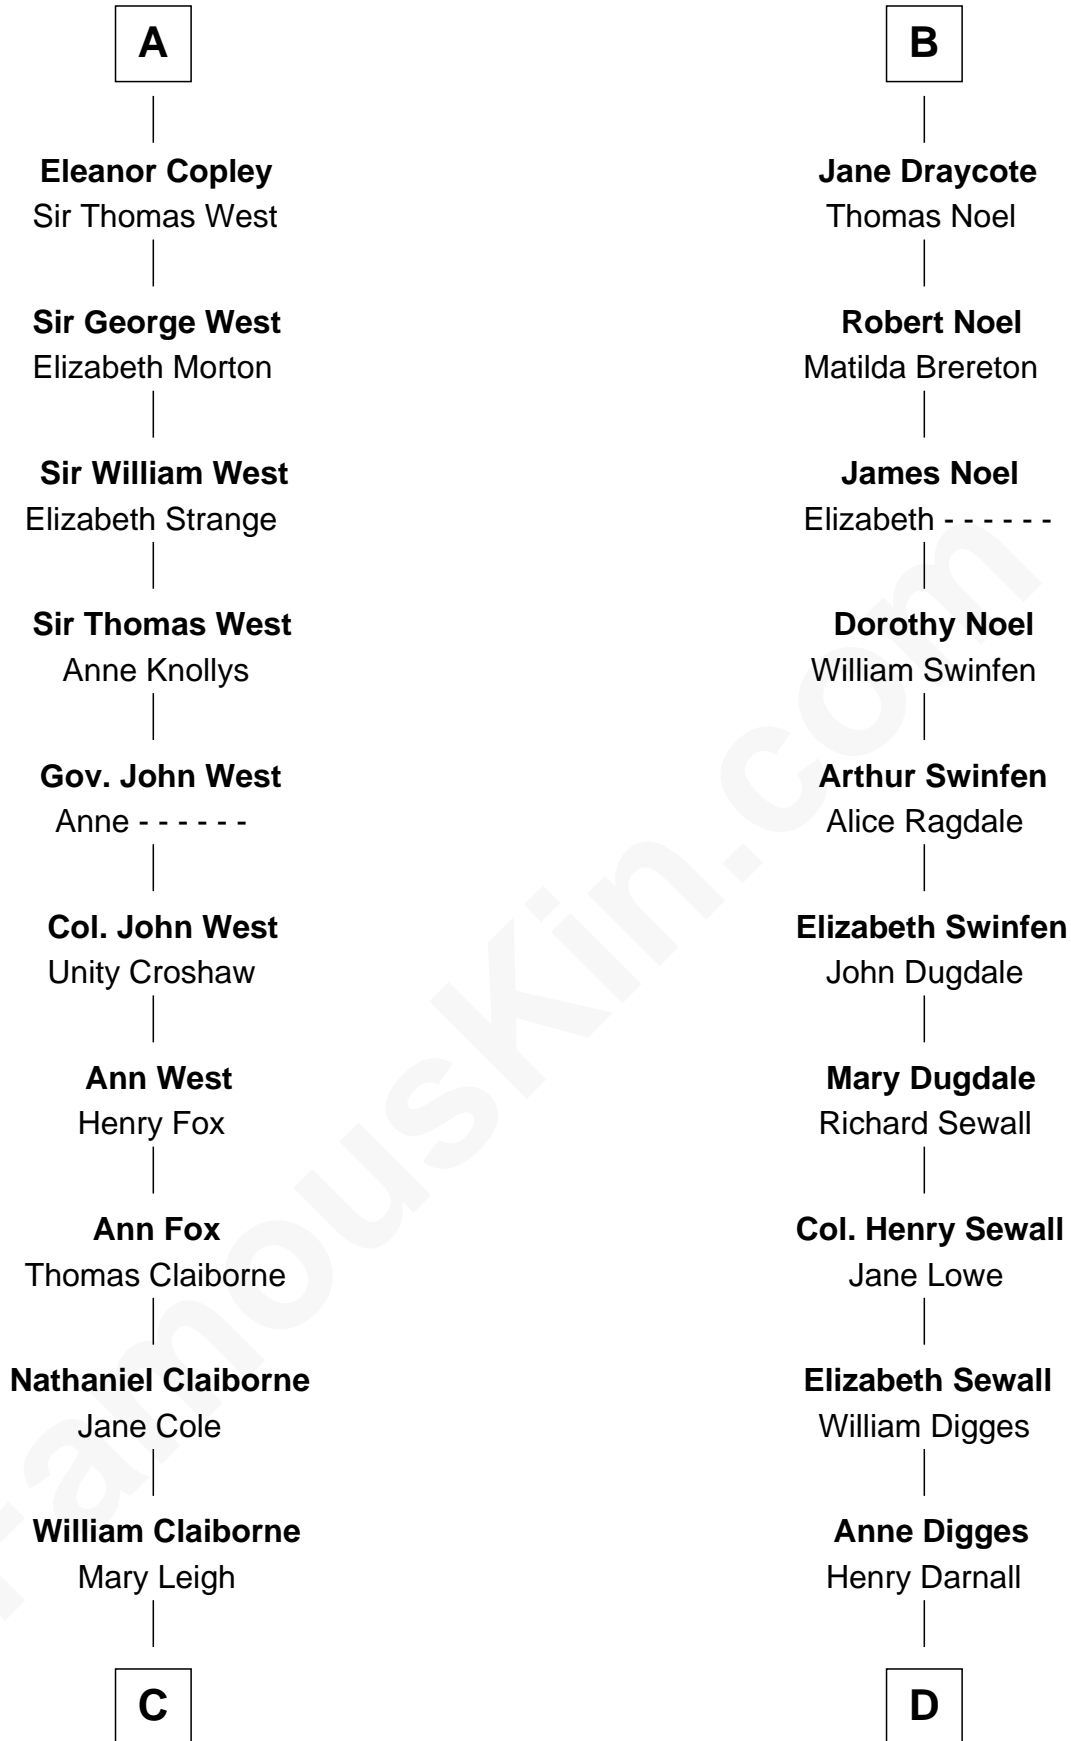 A
Eleanor Copley
Sir Thomas West
Sir George West
Elizabeth Morton
Sir William West
Elizabeth Strange
Sir Thomas West
Anne Knollys
Gov. John West
Anne - - - - - -
Col. John West
Unity Croshaw
Ann West
Henry Fox
Ann Fox
Thomas Claiborne
Nathaniel Claiborne
Jane Cole
William Claiborne
Mary Leigh
C
B
Jane Draycote
Thomas Noel
Robert Noel
Matilda Brereton
James Noel
Elizabeth - - - - - -
Dorothy Noel
William Swinfen
Arthur Swinfen
Alice Ragdale
Elizabeth Swinfen
John Dugdale
Mary Dugdale
Richard Sewall
Col. Henry Sewall
Jane Lowe
Elizabeth Sewall
William Digges
Anne Digges
Henry Darnall
D
FamousKin.com